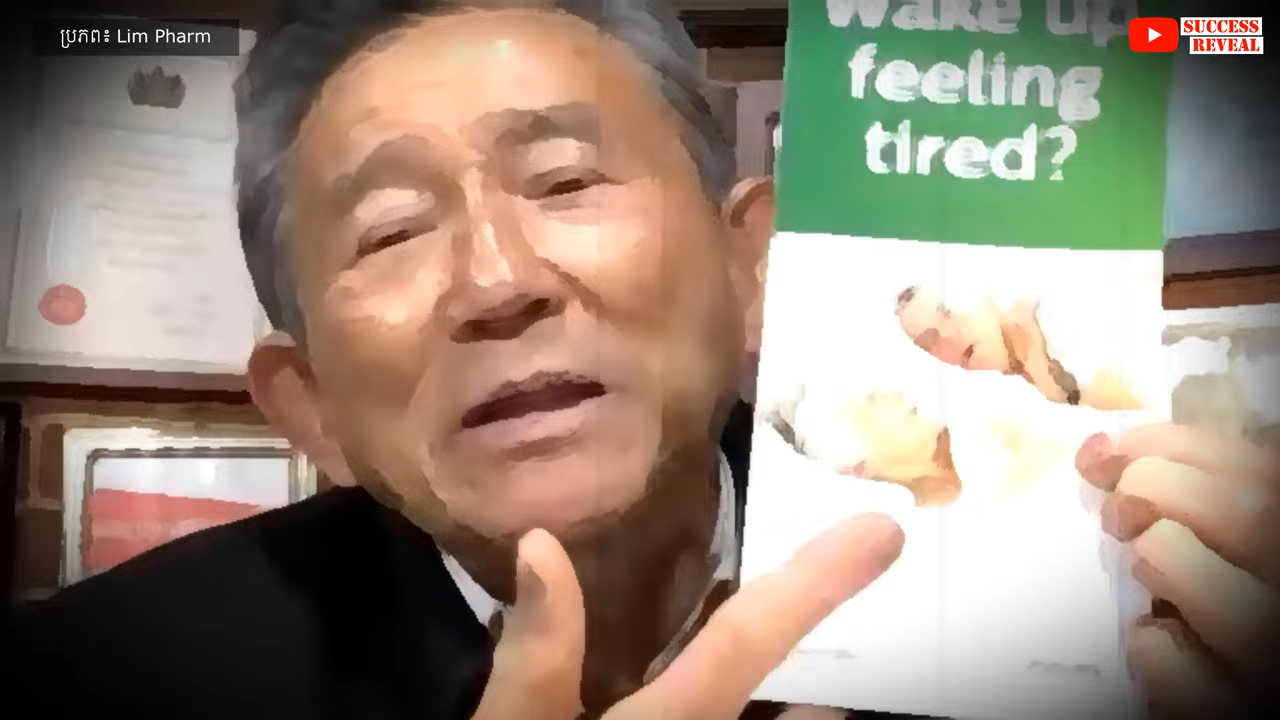 ប្រភព៖ Lim Pharm
SUCCESS
REVEAL
Wake up
feeling
tired?